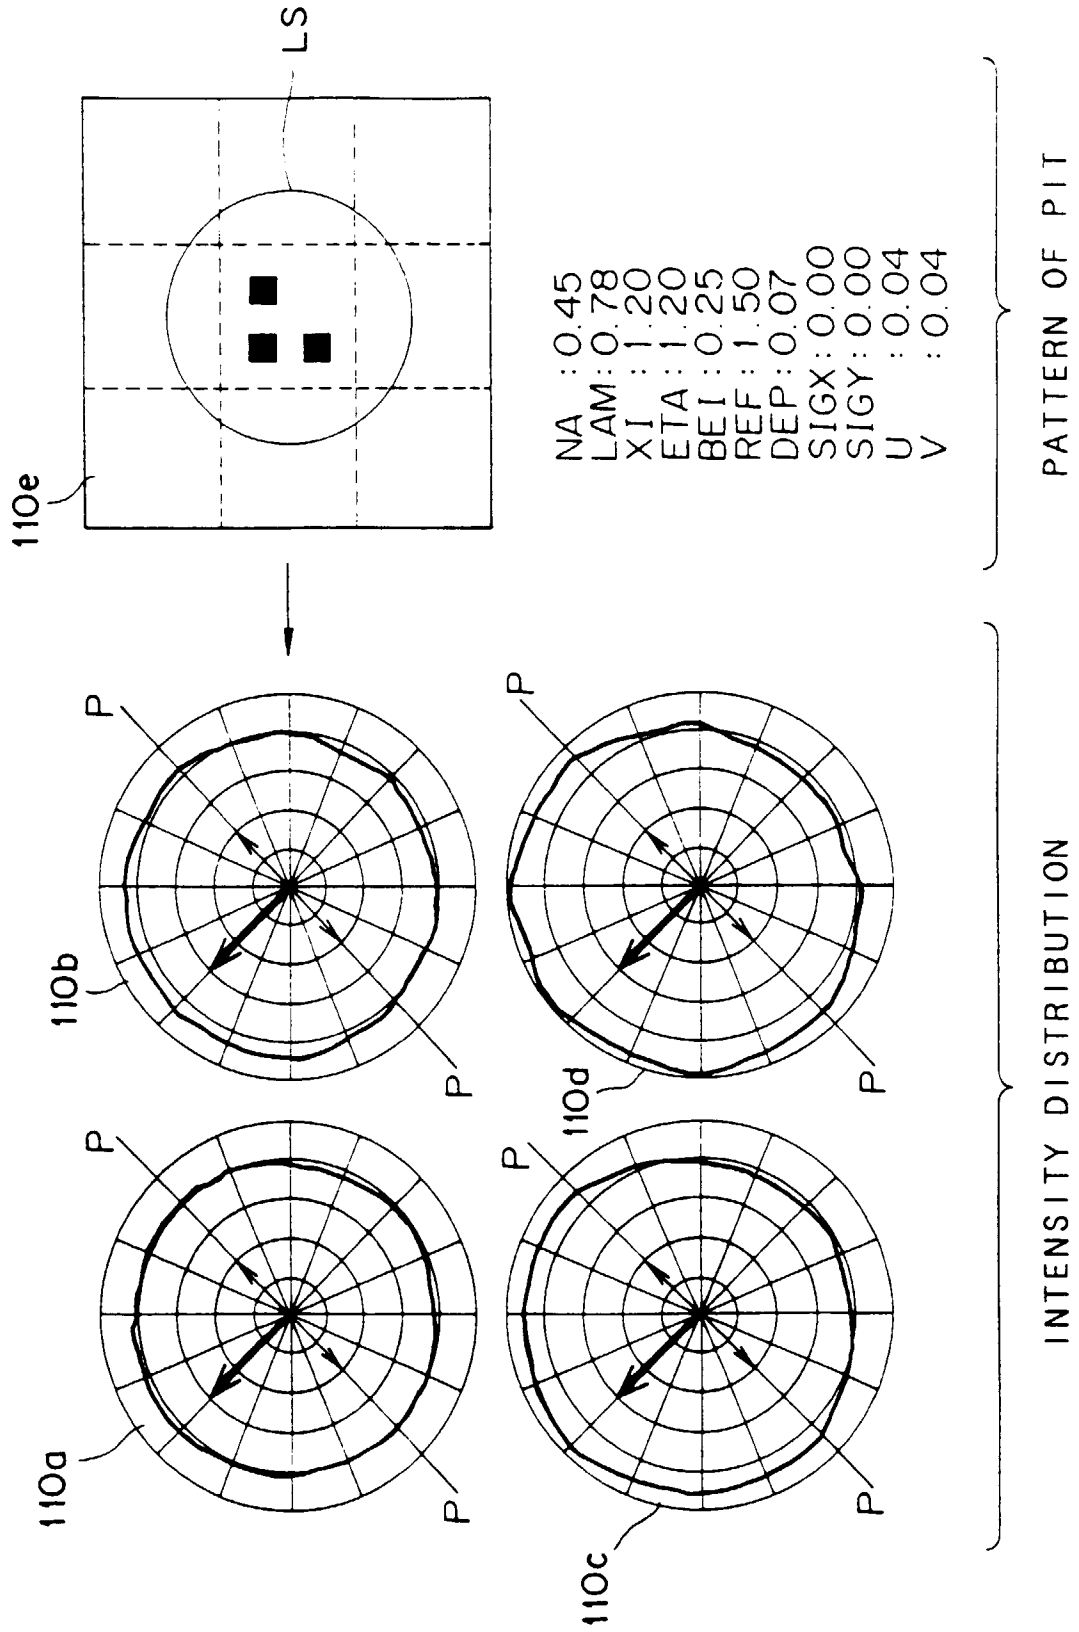 110e
LS
NA : 0.45
LAM : 0.78
XI : 1.20
ETA : 1.20
BEI : 0.25
REF : 1.50
DEP : 0.07
SIGX : 0.00
SIGY : 0.00
U : 0.04
V : 0.04
PATTERN OF PIT
110a
P
P
110b
P
P
110c
P
P
110d
P
P
INTENSITY DISTRIBUTION